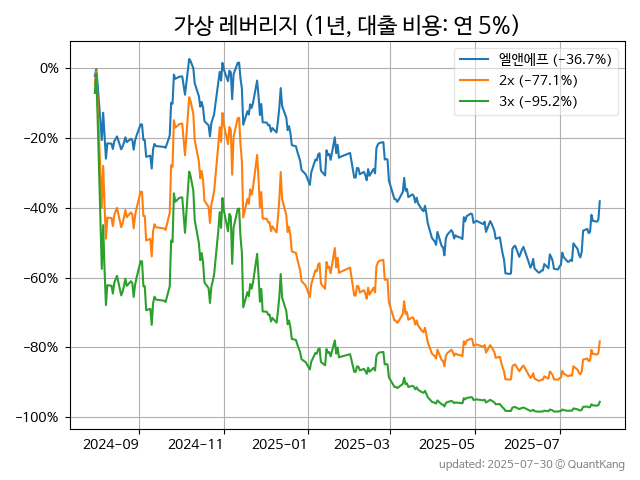 가상 레버리지 (1년, 대출 비용: 연 5%)
엘앤에프 (−36.7%)
2x (−77.1%)
3x (−95.2%)
0%
−20%
−40%
−60%
−80%
−100%
2024-09 2024-11 2025-01 2025-03 2025-05 2025-07
updated: 2025-07-30 © QuantKang